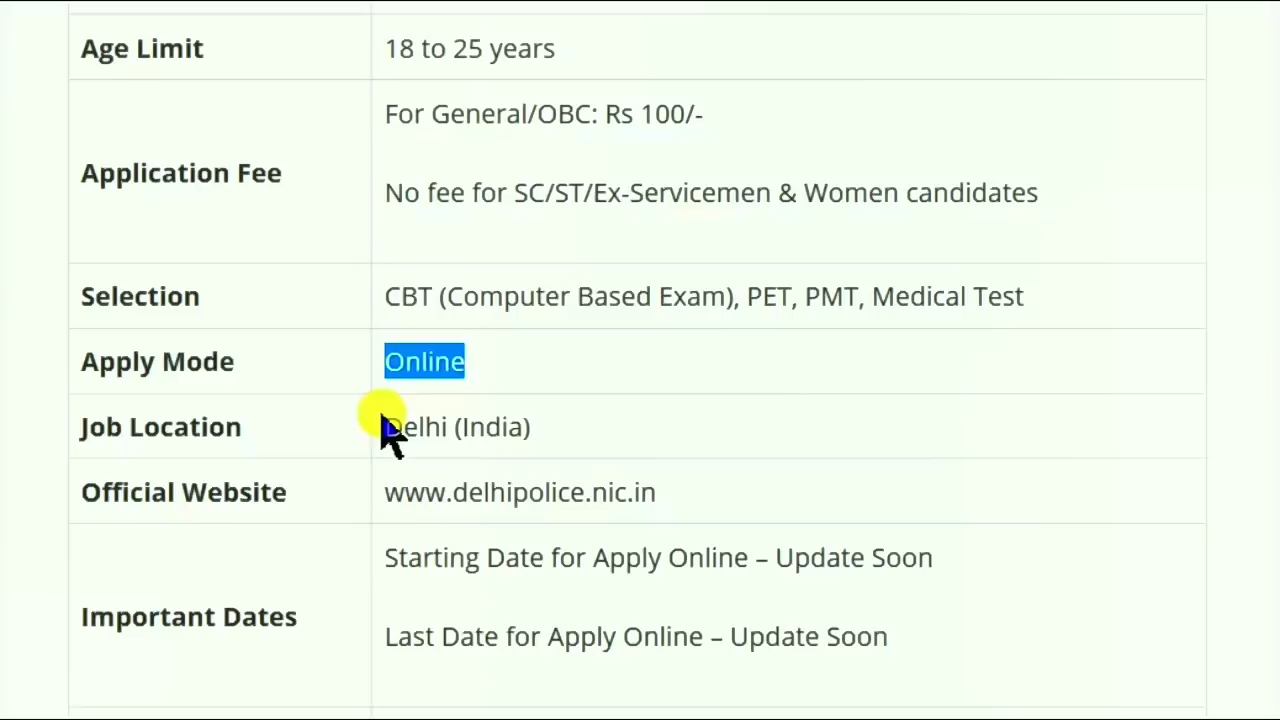 Age Limit
18 to 25 years
Application Fee
For General/OBC: Rs 100/-
No fee for SC/ST/Ex-Servicemen & Women candidates
Selection
CBT (Computer Based Exam), PET, PMT, Medical Test
Apply Mode
Online
Job Location
Delhi (India)
Official Website
www.delhipolice.nic.in
Important Dates
Starting Date for Apply Online – Update Soon
Last Date for Apply Online – Update Soon